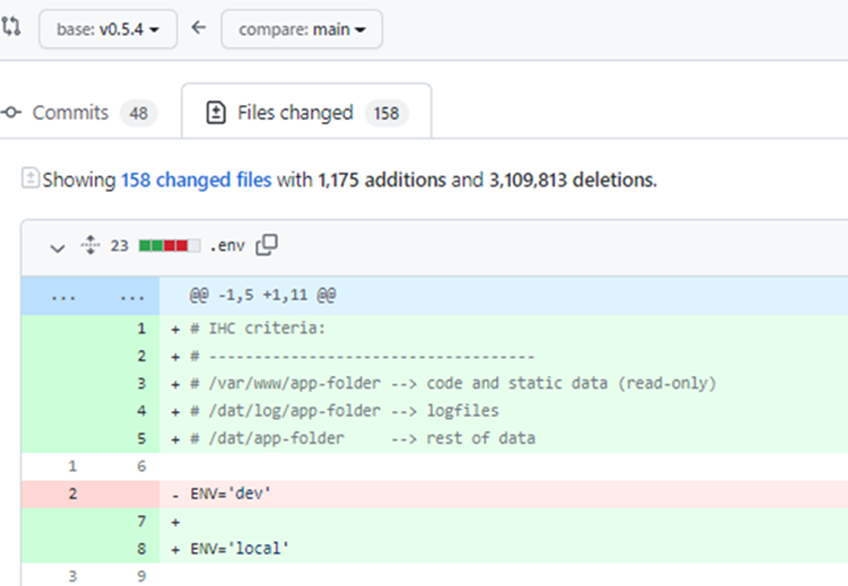 base: v0.5.4 compare: main
Commits 48 Files changed 158
Showing 158 changed files with 1,175 additions and 3,109,813 deletions.
23 .env
... ... @@ -1,5 +1,11 @@
1 + # IHC criteria:
2 + # -----------------------------------
3 + # /var/www/app-folder --> code and static data (read-only)
4 + # /dat/log/app-folder --> logfiles
5 + # /dat/app-folder     --> rest of data
1 6
2 - ENV='dev'
7 +
8 + ENV='local'
3 9